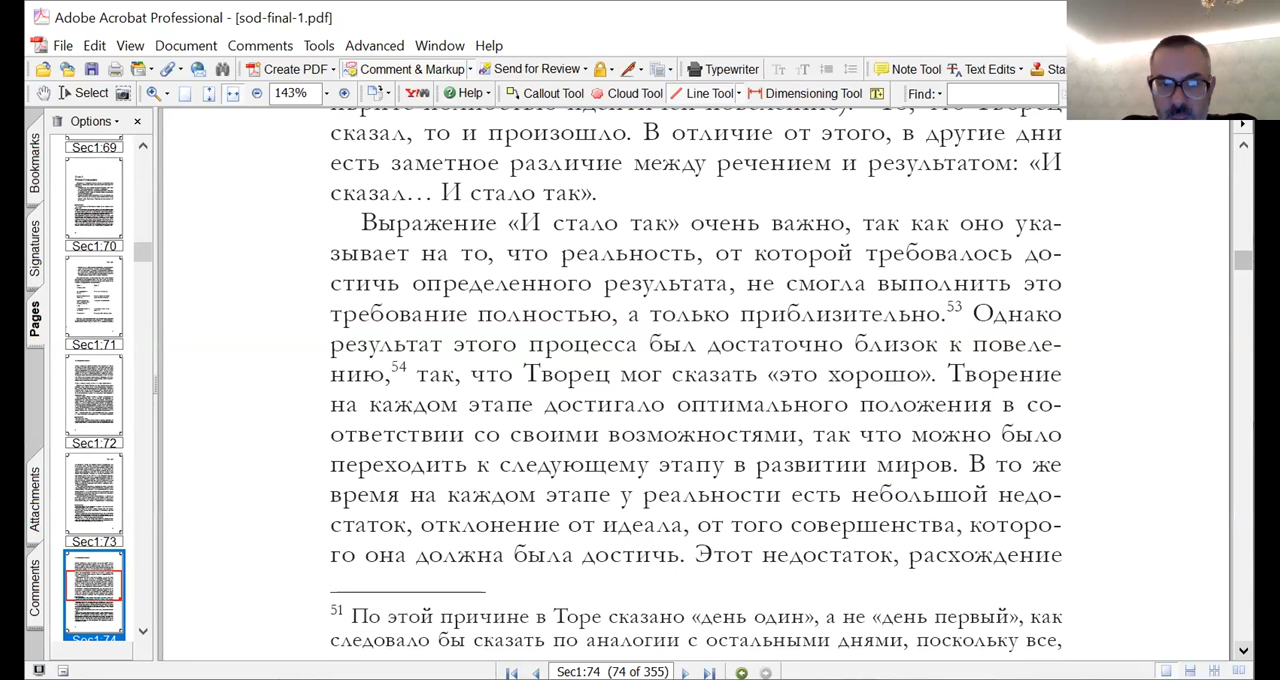 Adobe Acrobat Professional - [sod-final-1.pdf]
File Edit View Document Comments Tools Advanced Window Help
Create PDF Comment & Markup Send for Review Typewriter Note Tool Text Edits Sta
Select 143% Help Callout Tool Cloud Tool Line Tool Dimensioning Tool Find:
Options
Bookmarks
Signatures
Pages
Attachments
Comments
Sec1:69
Sec1:70
Sec1:71
Sec1:72
Sec1:73
Sec1:74
сказал, то и произошло. В отличие от этого, в другие дни
есть заметное различие между речением и результатом: «И
сказал… И стало так».
Выражение «И стало так» очень важно, так как оно ука-
зывает на то, что реальность, от которой требовалось до-
стичь определенного результата, не смогла выполнить это
требование полностью, а только приблизительно.53 Однако
результат этого процесса был достаточно близок к повеле-
нию,54 так, что Творец мог сказать «это хорошо». Творение
на каждом этапе достигало оптимального положения в со-
ответствии со своими возможностями, так что можно было
переходить к следующему этапу в развитии миров. В то же
время на каждом этапе у реальности есть небольшой недо-
статок, отклонение от идеала, от того совершенства, которо-
го она должна была достичь. Этот недостаток, расхождение
51 По этой причине в Торе сказано «день один», а не «день первый», как
следовало бы сказать по аналогии с остальными днями, поскольку все,
Sec1:74 (74 of 355)